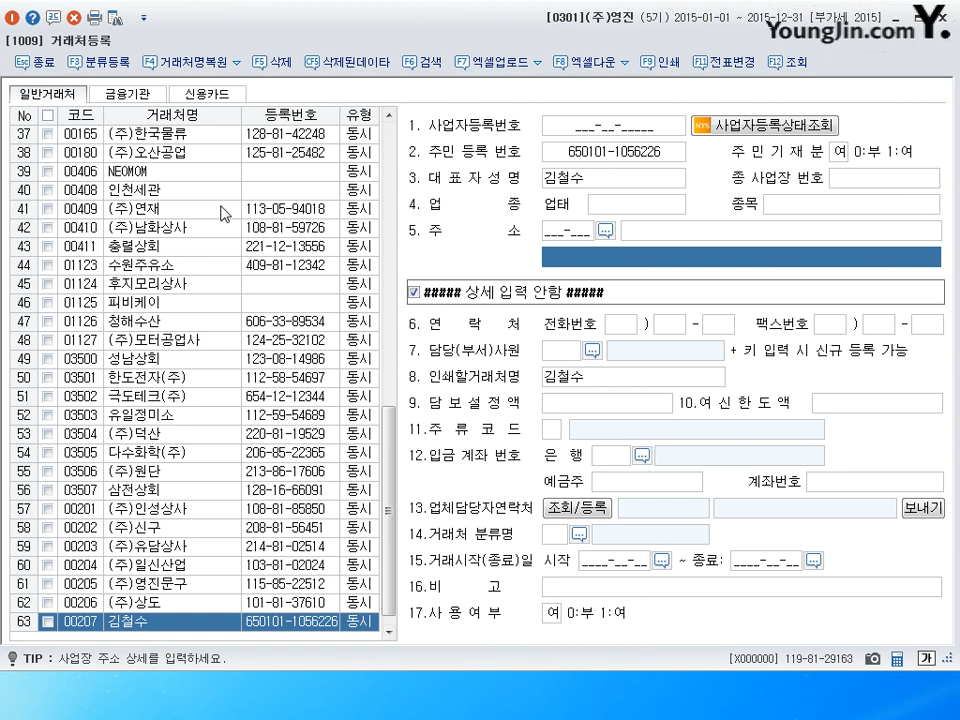 [0301](주)영진 (5기) 2015-01-01 ~ 2015-12-31 [부가세 2015]
YoungJin.com Y.
[1009] 거래처등록
Esc 종료 F3 분류등록 F4 거래처명복원 F5 삭제 CF5 삭제된데이타 F6 검색 F7 엑셀업로드 F8 엑셀다운 F9 인쇄 F11 전표변경 F12 조회
일반거래처 금융기관 신용카드
No 코드 거래처명 등록번호 유형
37 00165 (주)한국물류 128-81-42248 동시
38 00180 (주)오산공업 125-81-25482 동시
39 00406 NEOMOM 동시
40 00408 인천세관 동시
41 00409 (주)연재 113-05-94018 동시
42 00410 (주)남화상사 108-81-59726 동시
43 00411 충렬상회 221-12-13556 동시
44 01123 수원주유소 409-81-12342 동시
45 01124 후지모리상사 동시
46 01125 피비케이 동시
47 01126 청해수산 606-33-89534 동시
48 01127 (주)모터공업사 124-25-32102 동시
49 03500 성남상회 123-08-14986 동시
50 03501 한도전자(주) 112-58-54697 동시
51 03502 극도테크(주) 654-12-12344 동시
52 03503 유일정미소 112-59-54689 동시
53 03504 (주)덕산 220-81-19529 동시
54 03505 다수화학(주) 206-85-22365 동시
55 03506 (주)원단 213-86-17606 동시
56 03507 삼전상회 128-16-66091 동시
57 00201 (주)인성상사 108-81-85850 동시
58 00202 (주)신구 208-81-56451 동시
59 00203 (주)유담상사 214-81-02514 동시
60 00204 (주)일신산업 103-81-02024 동시
61 00205 (주)영진문구 115-85-22512 동시
62 00206 (주)상도 101-81-37610 동시
63 00207 김철수 650101-1056226 동시
1. 사업자등록번호 ___-__-_____ NTS 사업자등록상태조회
2. 주민 등록 번호 650101-1056226 주 민 기 재 분 여 0:부 1:여
3. 대 표 자 성 명 김철수 종 사업장 번호
4. 업 종 업태 종목
5. 주 소 ___-___
##### 상세 입력 안함 #####
6. 연 락 처 전화번호 ) - 팩스번호 ) -
7. 담당(부서)사원 + 키 입력 시 신규 등록 가능
8. 인쇄할거래처명 김철수
9. 담 보 설 정 액 10.여 신 한 도 액
11.주 류 코 드
12.입금 계좌 번호 은 행
예금주 계좌번호
13.업체담당자연락처 조회/등록 보내기
14.거래처 분류명
15.거래시작(종료)일 시작 ____-__-__ ~ 종료: ____-__-__
16.비 고
17.사 용 여 부 여 0:부 1:여
TIP : 사업장 주소 상세를 입력하세요. [X000000] 119-81-29163 가